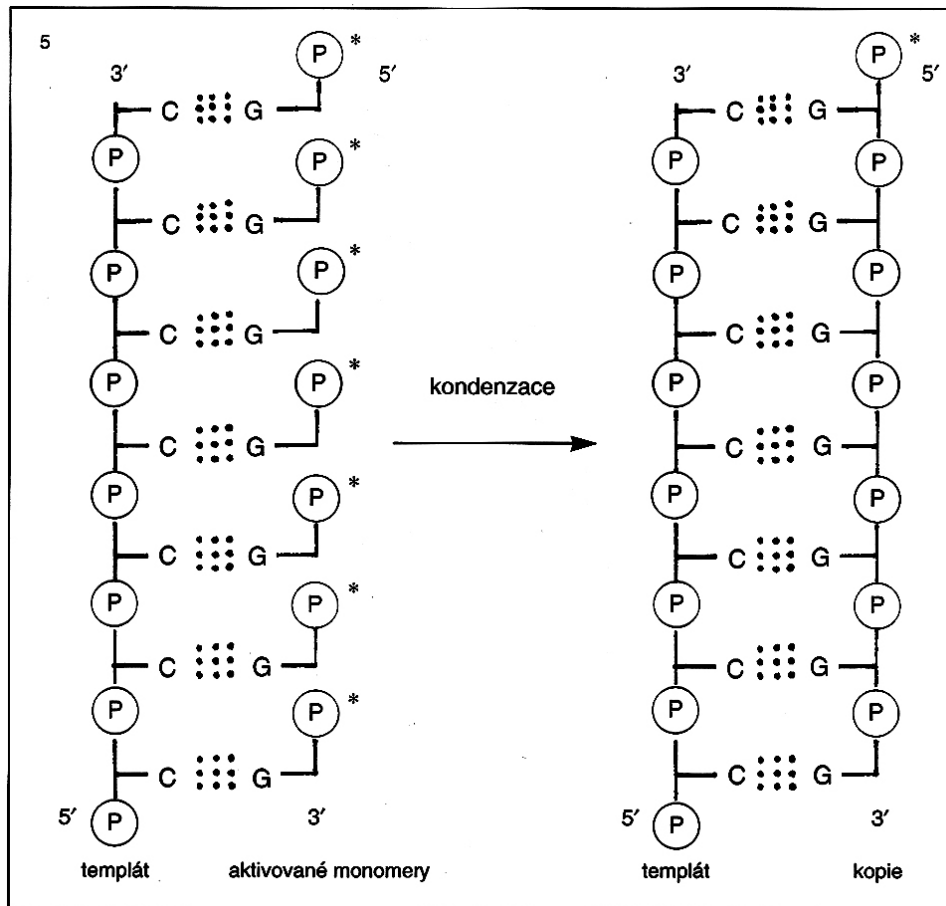 5
P *
3′ 5′
C G
P P *
C G
P P *
C G
P P *
C G
P P *
C G
P P *
C G
P P *
C G
5′ P 3′
templát aktivované monomery
kondenzace
P *
3′ 5′
C G
P P
C G
P P
C G
P P
C G
P P
C G
P P
C G
P P
C G
5′ P 3′
templát kopie